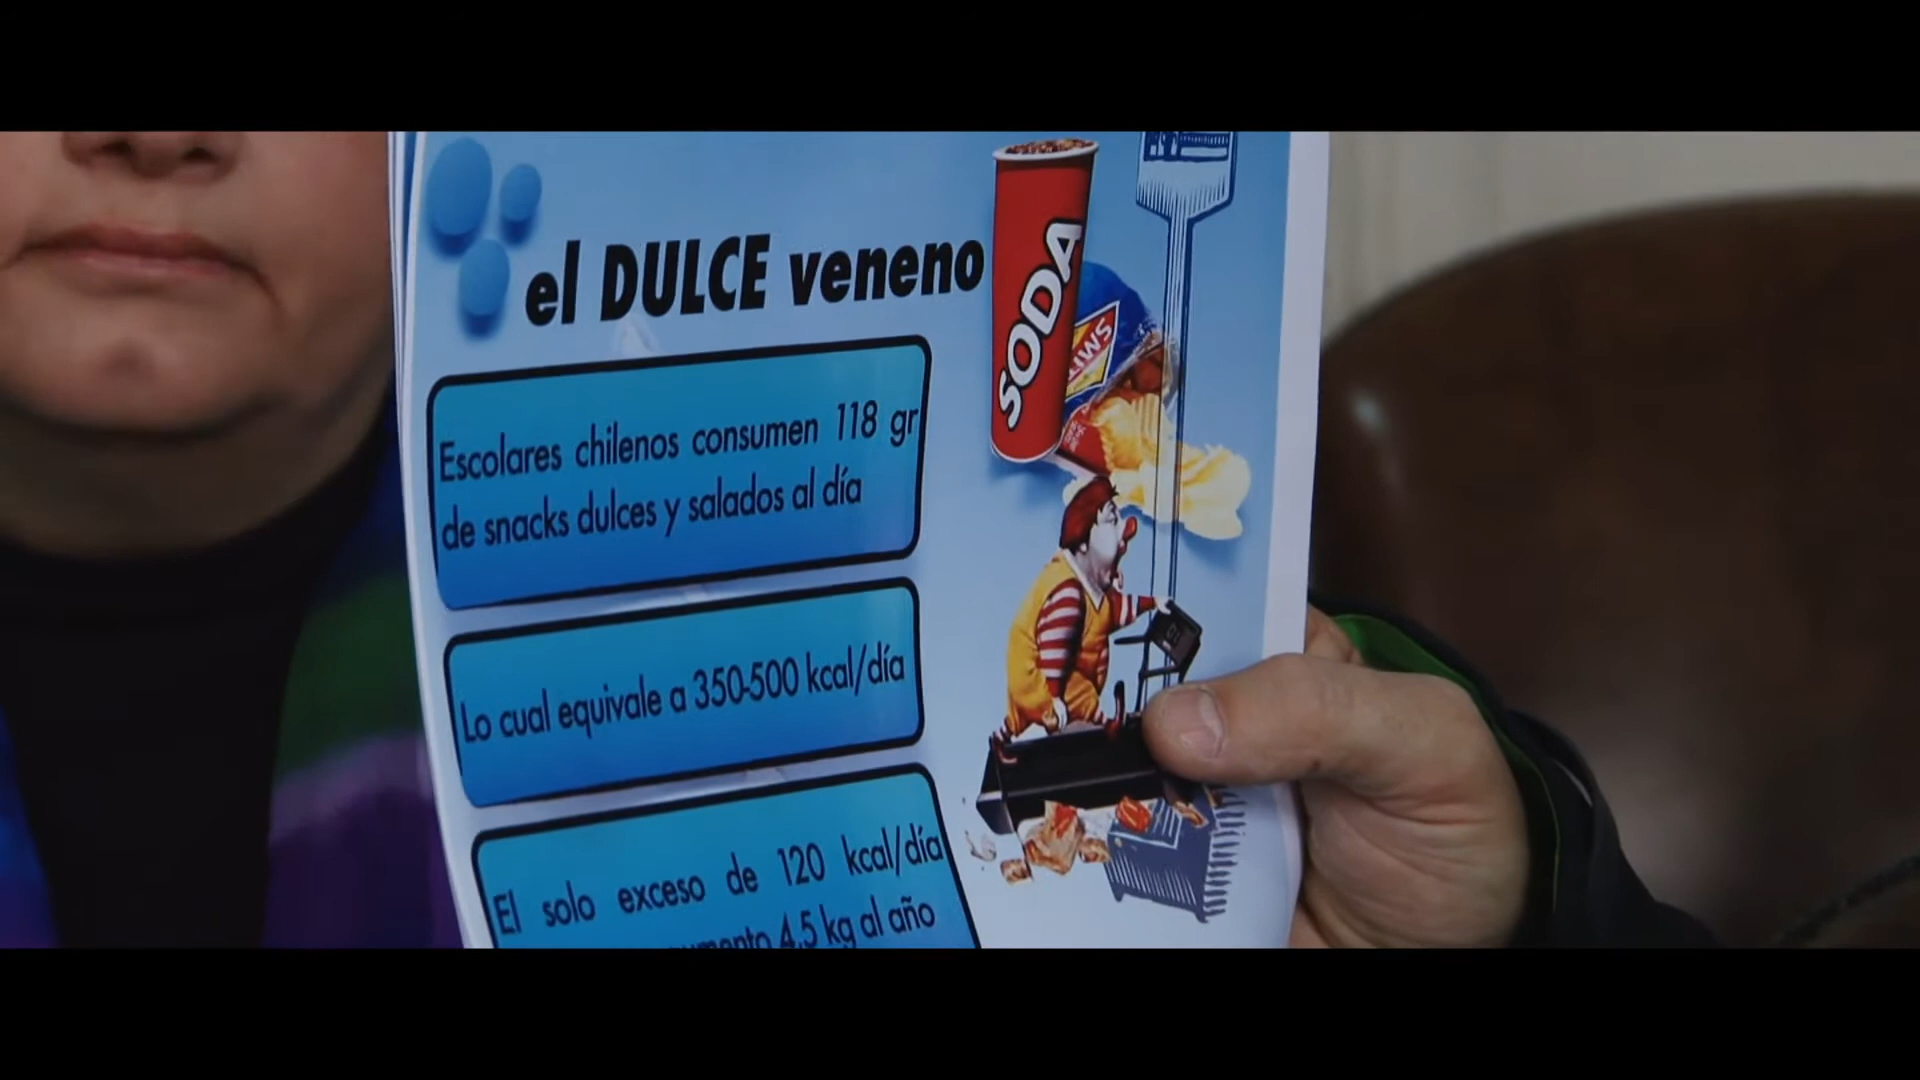 el DULCE veneno
SODA
Escolares chilenos consumen 118 gr
de snacks dulces y salados al día
Lo cual equivale a 350-500 kcal/día
El solo exceso de 120 kcal/día
4,5 kg al año